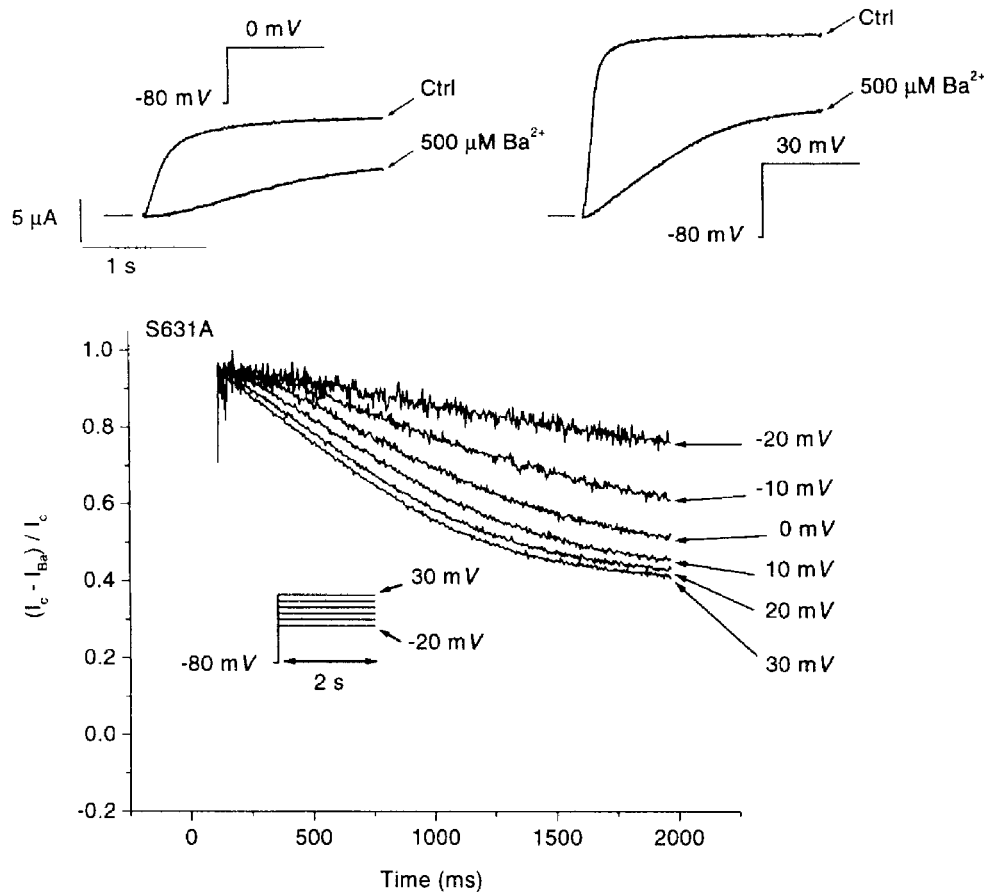 0 mV
-80 mV
Ctrl
500 µM Ba²⁺
5 µA
1 s
Ctrl
500 µM Ba²⁺
30 mV
-80 mV
S631A
1.0
0.8
0.6
0.4
0.2
0.0
-0.2
(I_c - I_Ba) / I_c
-20 mV
-10 mV
0 mV
10 mV
20 mV
30 mV
30 mV
-20 mV
-80 mV
2 s
0
500
1000
1500
2000
Time (ms)